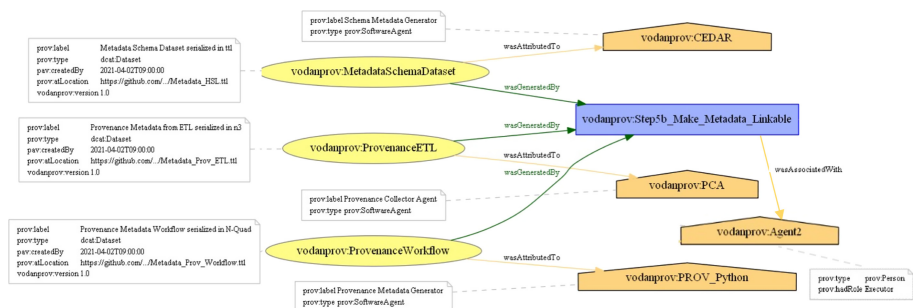 prov:label Schema Metadata Generator
prov:type prov:SoftwareAgent
vodanprov:CEDAR
wasAttributedTo
prov:label Metadata Schema Dataset serialized in ttl
prov:type dcat:Dataset
pav:createdBy 2021-04-02T09:00:00
prov:atLocation https://github.com/.../Metadata_HSL.ttl
vodanprov:version 1.0
vodanprov:MetadataSchemaDataset
wasGeneratedBy
vodanprov:Step5b_Make_Metadata_Linkable
prov:label Provenance Metadata from ETL serialized in n3
prov:type dcat:Dataset
pav:createdBy 2021-04-02T09:00:00
prov:atLocation https://github.com/.../Metadata_Prov_ETL.ttl
vodanprov:version 1.0
vodanprov:ProvenanceETL
wasGeneratedBy
wasAttributedTo
wasGeneratedBy
wasAssociatedWith
vodanprov:PCA
prov:label Provenance Collector Agent
prov:type prov:SoftwareAgent
prov:label Provenance Metadata Workflow serialized in N-Quad
prov:type dcat:Dataset
pav:createdBy 2021-04-02T09:00:00
prov:atLocation https://github.com/.../Metadata_Prov_Workflow.ttl
vodanprov:version 1.0
vodanprov:ProvenanceWorkflow
wasAttributedTo
vodanprov:Agent2
vodanprov:PROV_Python
prov:type prov:Person
prov:hadRole Executor
prov:label Provenance Metadata Generator
prov:type prov:SoftwareAgent